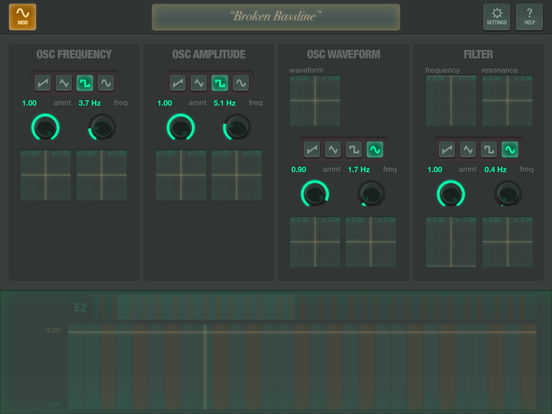 MOD
“Broken Bassline”
SETTINGS
?
HELP
OSC FREQUENCY
OSC AMPLITUDE
OSC WAVEFORM
FILTER
waveform
frequency
resonance
1.00 amnt 3.7 Hz freq
1.00 amnt 5.1 Hz freq
0.90 amnt 1.7 Hz freq
1.00 amnt 0.4 Hz freq
E2
0.00